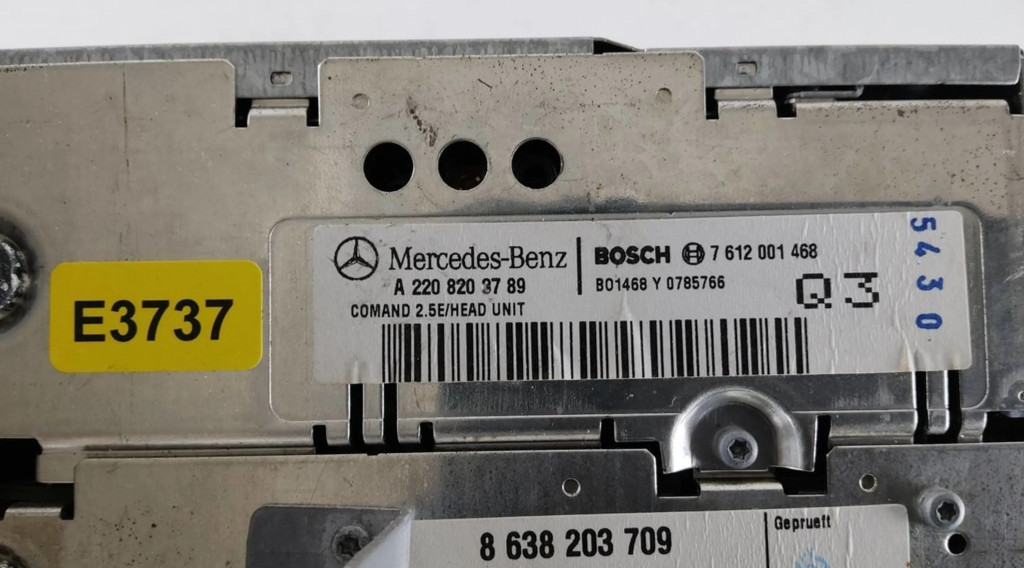 Mercedes-Benz
A 220 820 37 89
COMAND 2.5E/HEAD UNIT
BOSCH 7 612 001 468
BO1468 Y 0785766
Q3
5430
E3737
8 638 203 709
Geprueft